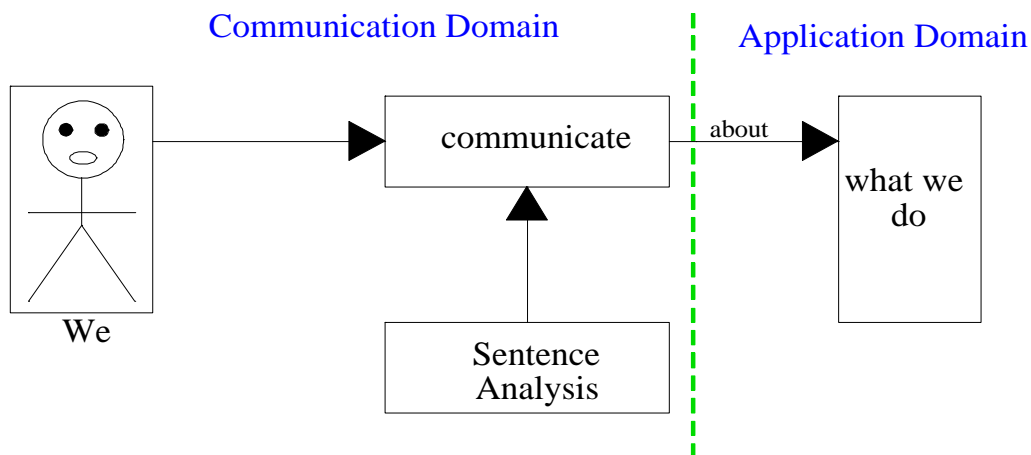 Communication Domain
Application Domain
We
communicate
about
what we
do
Sentence
Analysis